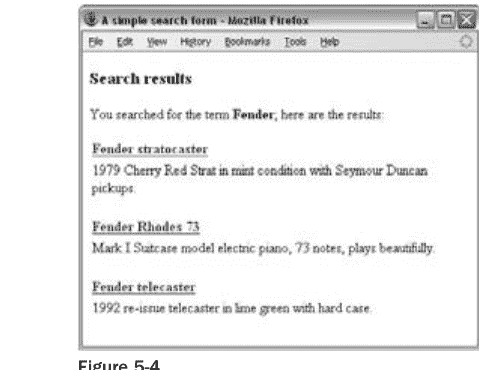 A simple search form - Mozilla Firefox
File Edit View History Bookmarks Tools Help
Search results
You searched for the term Fender, here are the results:
Fender stratocaster
1979 Cherry Red Strat in mint condition with Seymour Duncan
pickups.
Fender Rhodes 73
Mark I Suitcase model electric piano, 73 notes, plays beautifully.
Fender telecaster
1992 re-issue telecaster in lime green with hard case.
Figure 5-4